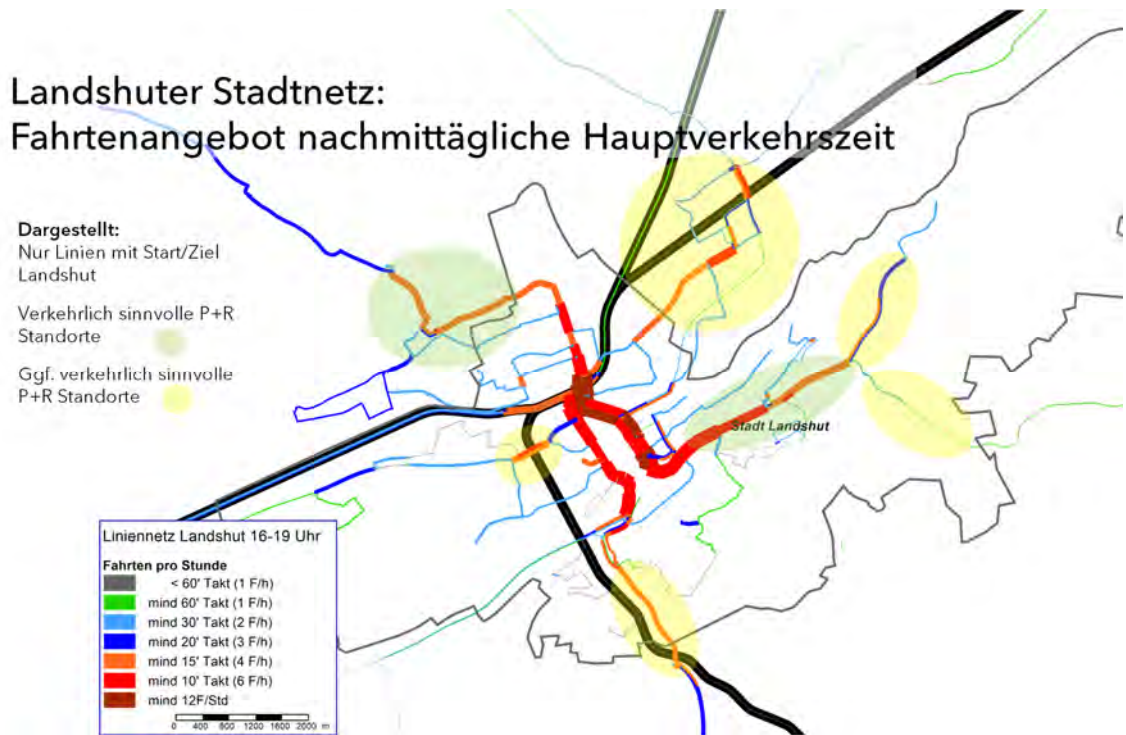 Landshuter Stadtnetz:
Fahrtenangebot nachmittägliche Hauptverkehrszeit
Dargestellt:
Nur Linien mit Start/Ziel
Landshut
Verkehrlich sinnvolle P+R
Standorte
Ggf. verkehrlich sinnvolle
P+R Standorte
Stadt Landshut
Liniennetz Landshut 16-19 Uhr
Fahrten pro Stunde
< 60' Takt (1 F/h)
mind 60' Takt (1 F/h)
mind 30' Takt (2 F/h)
mind 20' Takt (3 F/h)
mind 15' Takt (4 F/h)
mind 10' Takt (6 F/h)
mind 12F/Std
0 400 800 1200 1600 2000 m